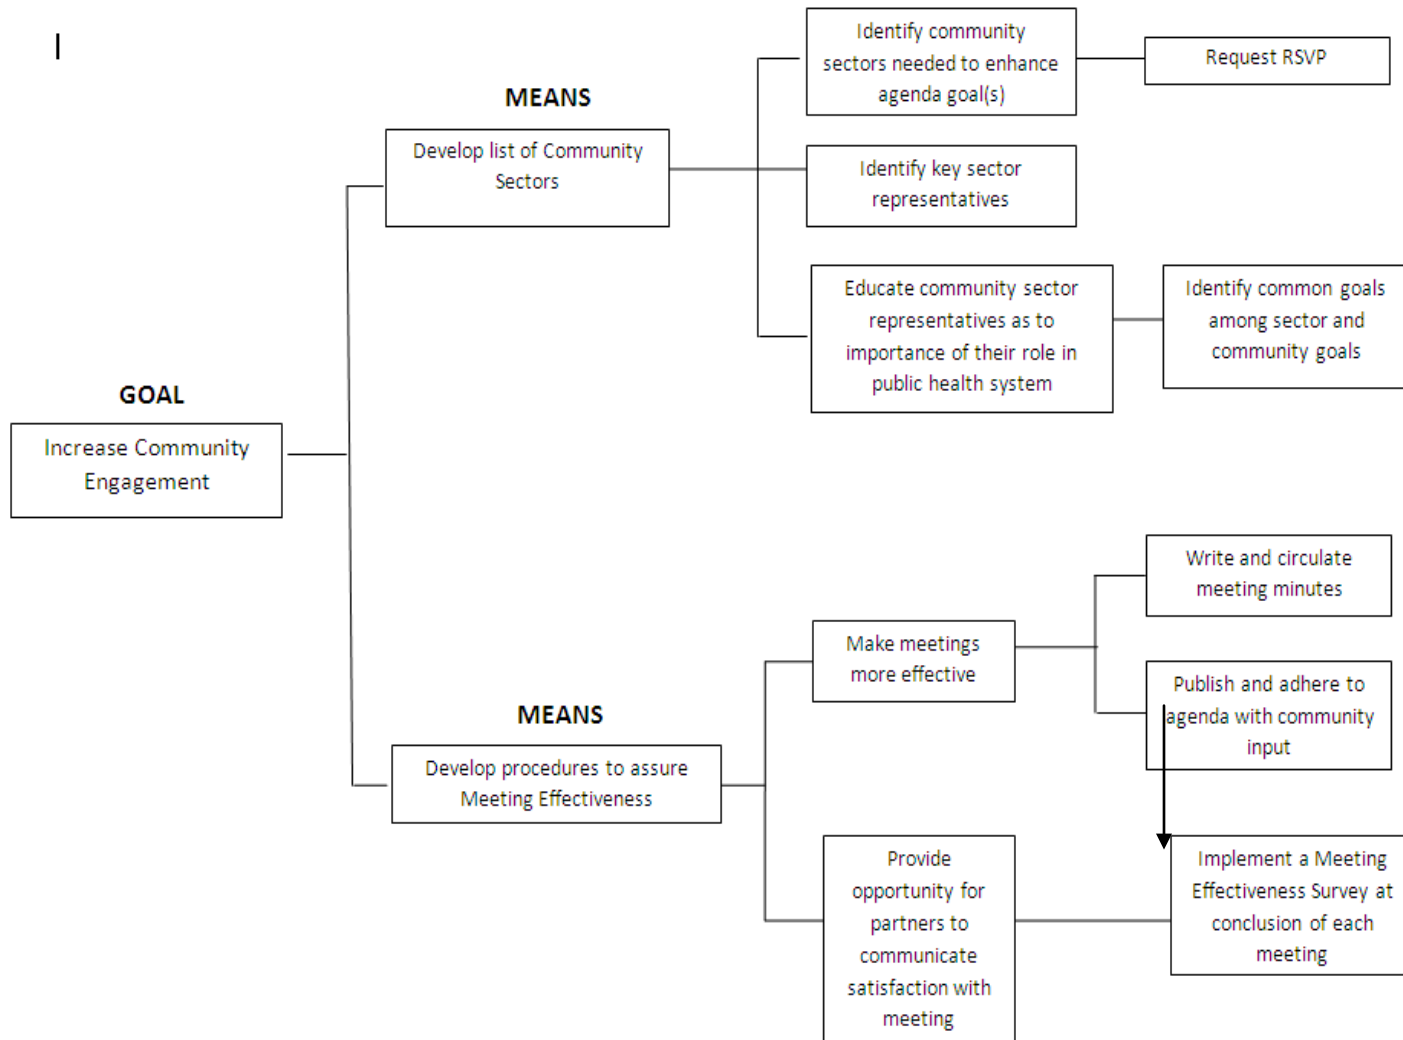 I
GOAL
Increase Community
Engagement
MEANS
Develop list of Community
Sectors
Identify community
sectors needed to enhance
agenda goal(s)
Request RSVP
Identify key sector
representatives
Educate community sector
representatives as to
importance of their role in
public health system
Identify common goals
among sector and
community goals
MEANS
Develop procedures to assure
Meeting Effectiveness
Make meetings
more effective
Write and circulate
meeting minutes
Publish and adhere to
agenda with community
input
Provide
opportunity for
partners to
communicate
satisfaction with
meeting
Implement a Meeting
Effectiveness Survey at
conclusion of each
meeting